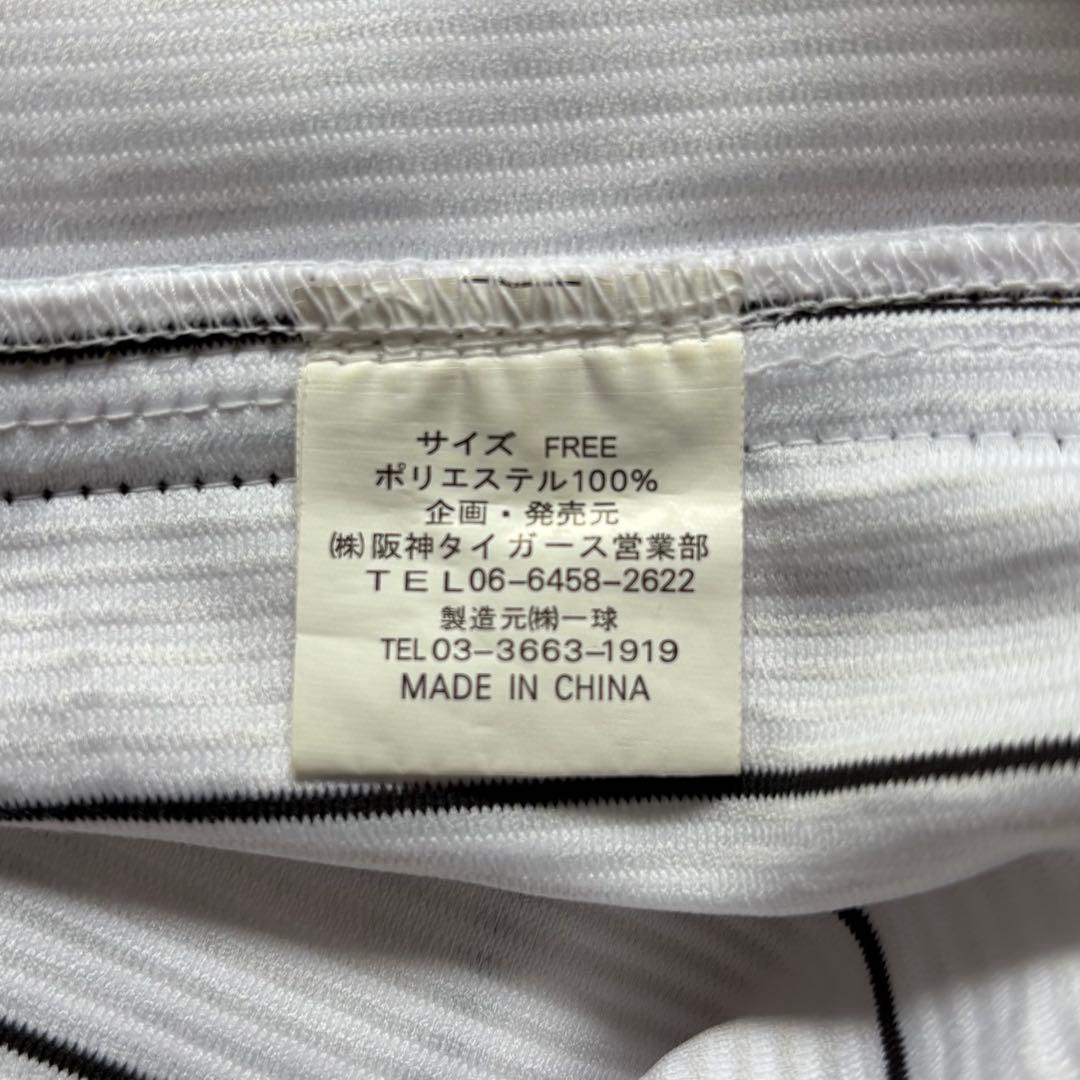 サイズ FREE
ポリエステル100%
企画・発売元
㈱阪神タイガース営業部
TEL06-6458-2622
製造元㈱一球
TEL03-3663-1919
MADE IN CHINA